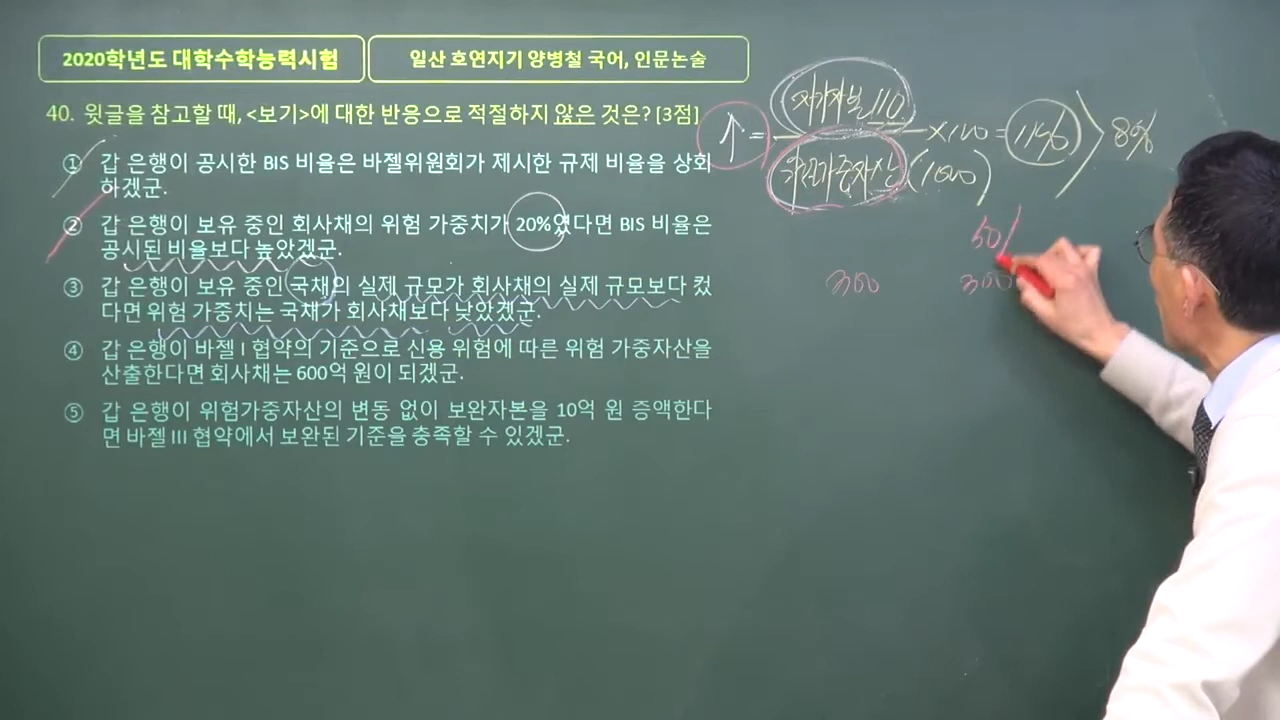 2020학년도 대학수학능력시험
일산 호연지기 양병철 국어, 인문논술
40. 윗글을 참고할 때, <보기>에 대한 반응으로 적절하지 않은 것은? [3점]
① 갑 은행이 공시한 BIS 비율은 바젤위원회가 제시한 규제 비율을 상회
하겠군.
② 갑 은행이 보유 중인 회사채의 위험 가중치가 20%였다면 BIS 비율은
공시된 비율보다 높았겠군.
③ 갑 은행이 보유 중인 국채의 실제 규모가 회사채의 실제 규모보다 컸
다면 위험 가중치는 국채가 회사채보다 낮았겠군.
④ 갑 은행이 바젤 I 협약의 기준으로 신용 위험에 따른 위험 가중자산을
산출한다면 회사채는 600억 원이 되겠군.
⑤ 갑 은행이 위험가중자산의 변동 없이 보완자본을 10억 원 증액한다
면 바젤 III 협약에서 보완된 기준을 충족할 수 있겠군.
자기자본 110
↑ = ×100 = 11% > 8%
위험가중자산 (1000)
50
300 300